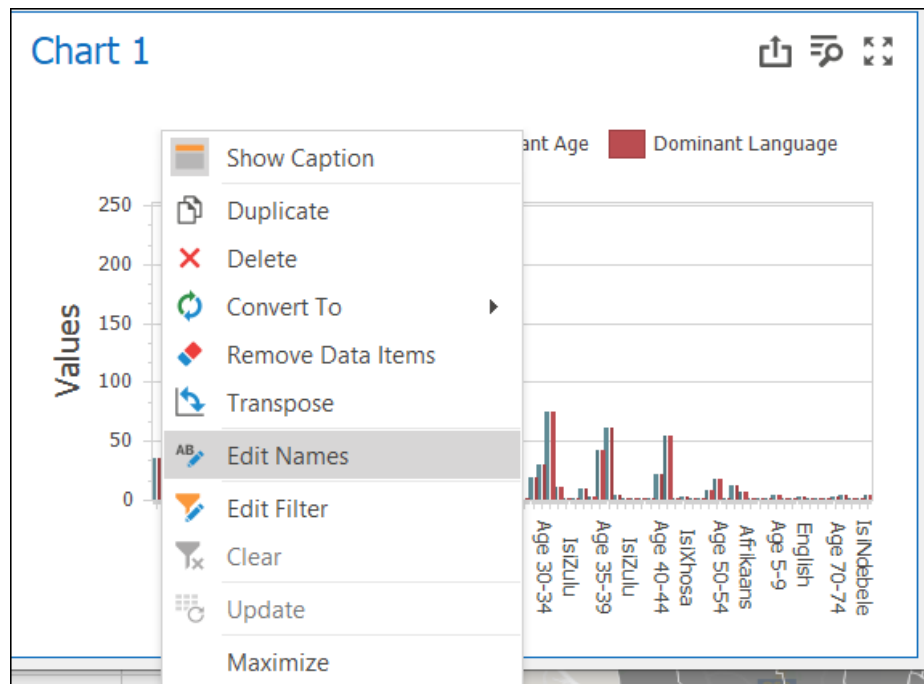 Chart 1
ant Age Dominant Language
Show Caption
Duplicate
Delete
Convert To
Remove Data Items
Transpose
AB
Edit Names
Edit Filter
Clear
Update
Maximize
Values
250
200
150
100
50
0
Age 30-34
IsiZulu
Age 35-39
IsiZulu
Age 40-44
IsiXhosa
Age 50-54
Afrikaans
Age 5-9
English
Age 70-74
IsiNdebele